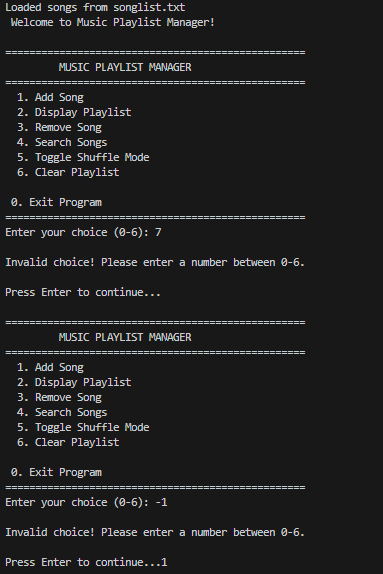 Loaded songs from songlist.txt
Welcome to Music Playlist Manager!
==================================================
MUSIC PLAYLIST MANAGER
==================================================
1. Add Song
2. Display Playlist
3. Remove Song
4. Search Songs
5. Toggle Shuffle Mode
6. Clear Playlist
0. Exit Program
==================================================
Enter your choice (0-6): 7
Invalid choice! Please enter a number between 0-6.
Press Enter to continue...
==================================================
MUSIC PLAYLIST MANAGER
==================================================
1. Add Song
2. Display Playlist
3. Remove Song
4. Search Songs
5. Toggle Shuffle Mode
6. Clear Playlist
0. Exit Program
==================================================
Enter your choice (0-6): -1
Invalid choice! Please enter a number between 0-6.
Press Enter to continue...1